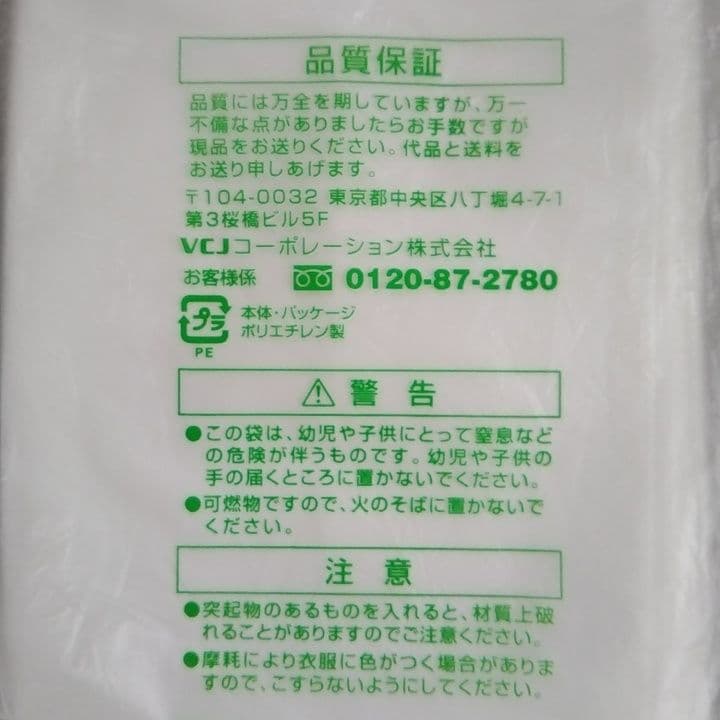 品質保証
品質には万全を期していますが、万一
不備な点がありましたらお手数ですが
現品をお送りください。代品と送料を
お送り申しあげます。
〒104-0032 東京都中央区八丁堀4-7-1
第3桜橋ビル5F
VCJコーポレーション株式会社
お客様係 0120-87-2780
プラ 本体・パッケージ
ポリエチレン製
PE
警告
●この袋は、幼児や子供にとって窒息など
の危険が伴うものです。幼児や子供の
手の届くところに置かないでください。
●可燃物ですので、火のそばに置かないで
ください。
注意
●突起物のあるものを入れると、材質上破
れることがありますのでご注意ください。
●摩耗により衣服に色がつく場合がありま
すので、こすらないようにしてください。